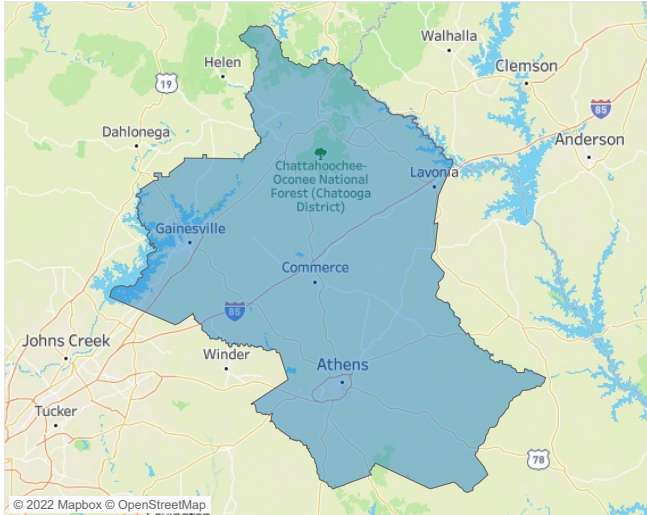 Walhalla
Helen
Clemson
19
85
Dahlonega
Anderson
Chattahoochee-
Oconee National
Forest (Chatooga
District)
Lavonia
Gainesville
Commerce
85
Johns Creek
Winder
Athens
Tucker
78
© 2022 Mapbox © OpenStreetMap